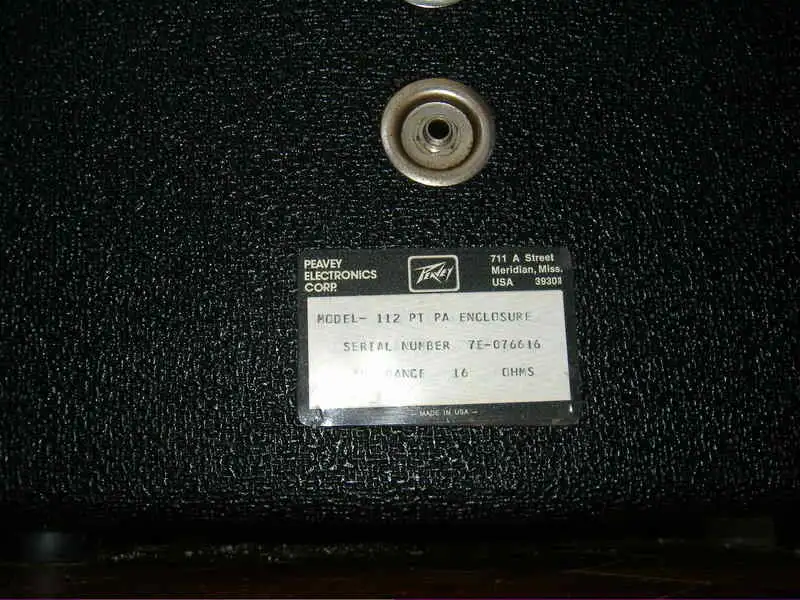 PEAVEY
ELECTRONICS
CORP.
PEAVEY
711 A Street
Meridian, Miss.
USA 39301
MODEL- 112 PT PA ENCLOSURE
SERIAL NUMBER 7E-076616
16 OHMS
— MADE IN USA —